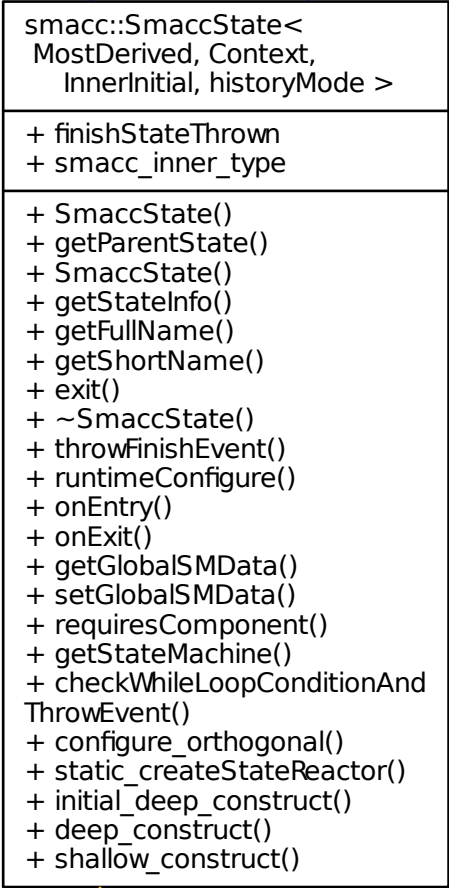 smacc::SmaccState<
MostDerived, Context,
InnerInitial, historyMode >
+ finishStateThrown
+ smacc_inner_type
+ SmaccState()
+ getParentState()
+ SmaccState()
+ getStateInfo()
+ getFullName()
+ getShortName()
+ exit()
+ ~SmaccState()
+ throwFinishEvent()
+ runtimeConfigure()
+ onEntry()
+ onExit()
+ getGlobalSMData()
+ setGlobalSMData()
+ requiresComponent()
+ getStateMachine()
+ checkWhileLoopConditionAnd
ThrowEvent()
+ configure_orthogonal()
+ static_createStateReactor()
+ initial_deep_construct()
+ deep_construct()
+ shallow_construct()